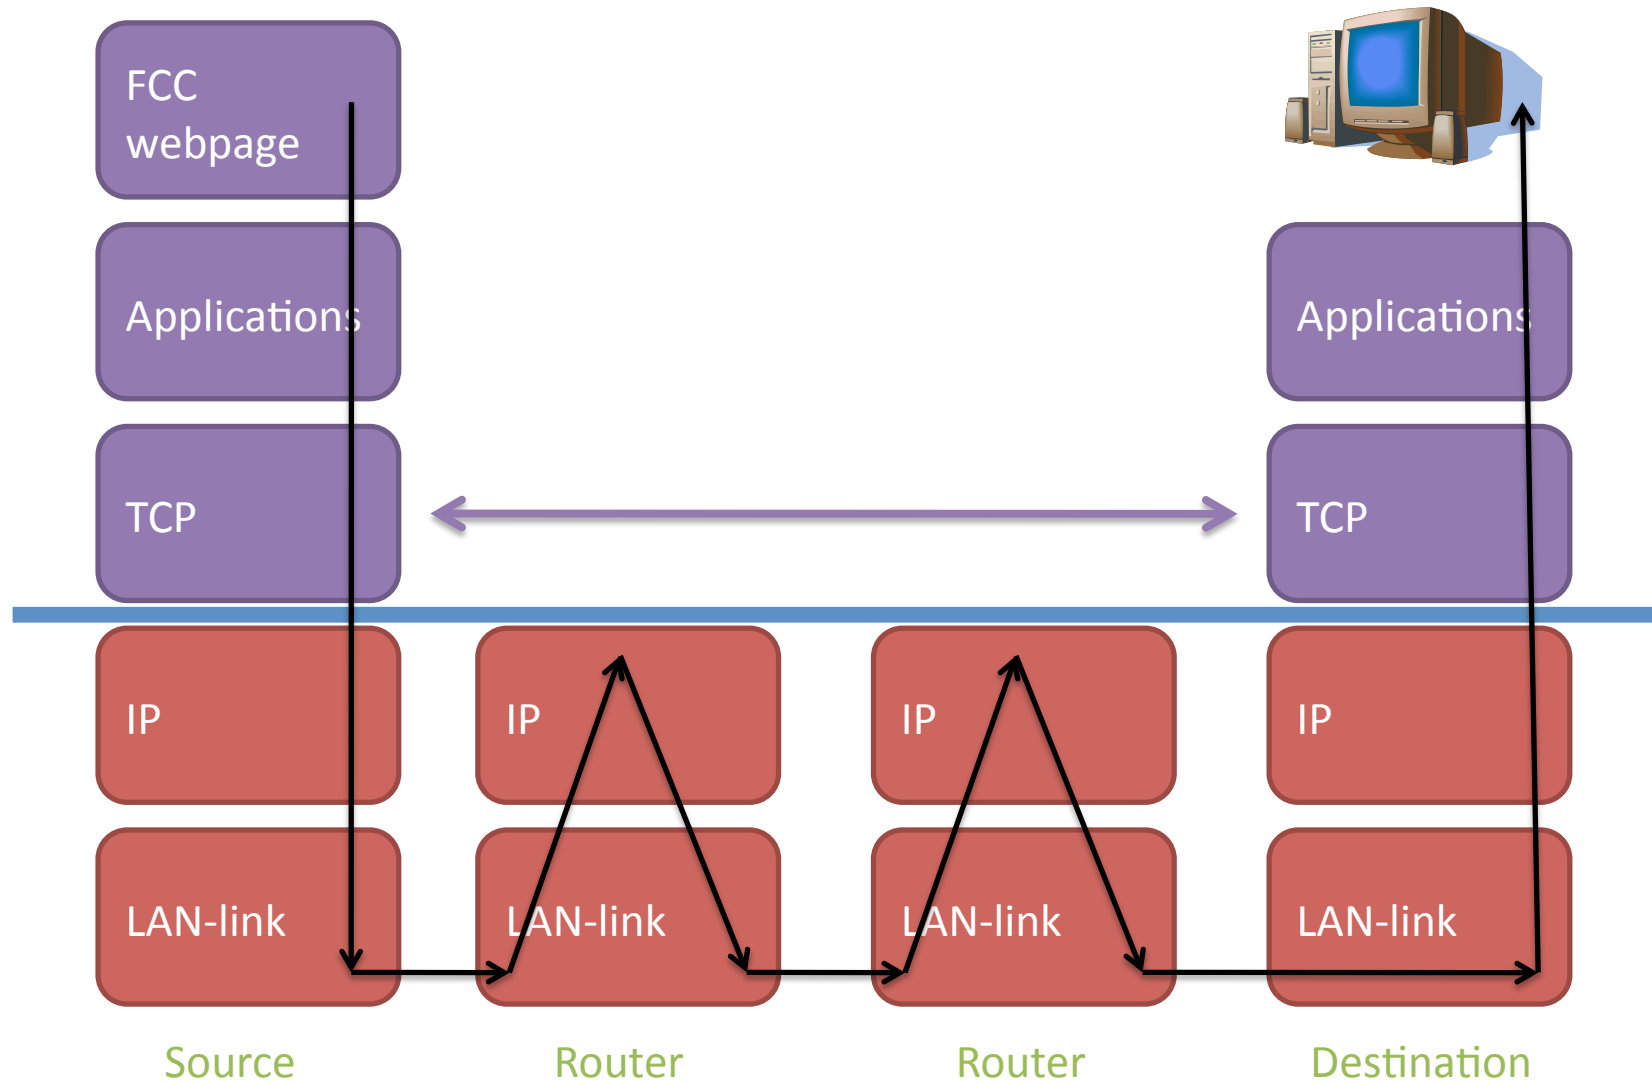 FCC
webpage
Applications
Applications
TCP
TCP
IP
IP
IP
IP
LAN-link
LAN-link
LAN-link
LAN-link
Source
Router
Router
Destination